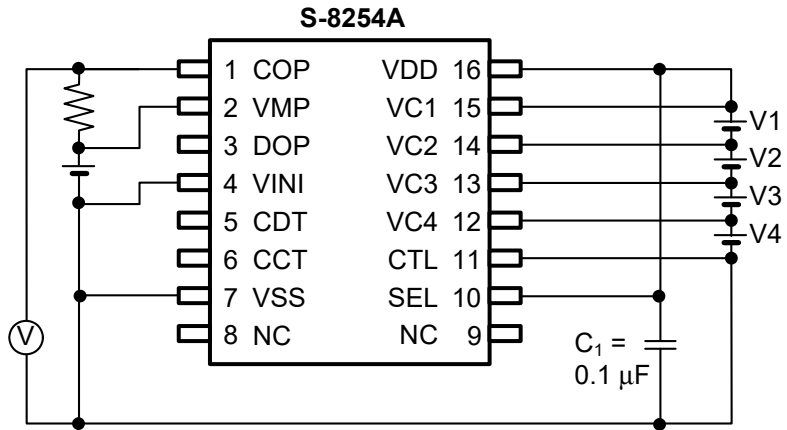 S-8254A
1 COP VDD 16
2 VMP VC1 15
V1
3 DOP VC2 14
V2
4 VINI VC3 13
V3
5 CDT VC4 12
V4
6 CCT CTL 11
7 VSS SEL 10
8 NC NC 9
V
C₁ =
0.1 μF